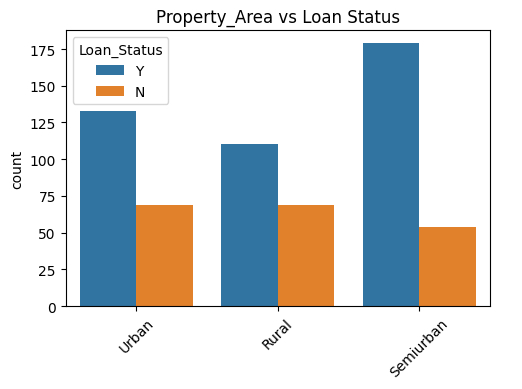 Property_Area vs Loan Status
Loan_Status
Y
N
count
175
150
125
100
75
50
25
0
Urban
Rural
Semiurban